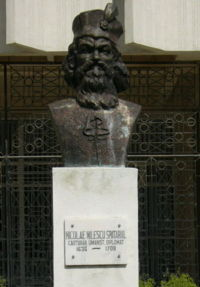 NICOLAE MILESCU SPATARUL
CARTURAR UMANIST, DIPLOMAT
1636 — 1708